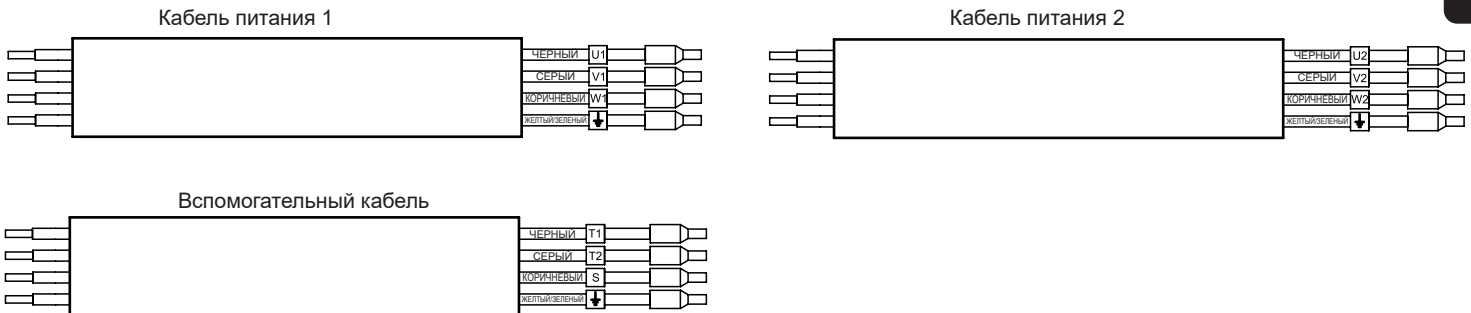 Кабель питания 1
ЧЕРНЫЙ U1
СЕРЫЙ V1
КОРИЧНЕВЫЙ W1
ЖЕЛТЫЙ/ЗЕЛЕНЫЙ
Кабель питания 2
ЧЕРНЫЙ U2
СЕРЫЙ V2
КОРИЧНЕВЫЙ W2
ЖЕЛТЫЙ/ЗЕЛЕНЫЙ
Вспомогательный кабель
ЧЕРНЫЙ T1
СЕРЫЙ T2
КОРИЧНЕВЫЙ S
ЖЕЛТЫЙ/ЗЕЛЕНЫЙ